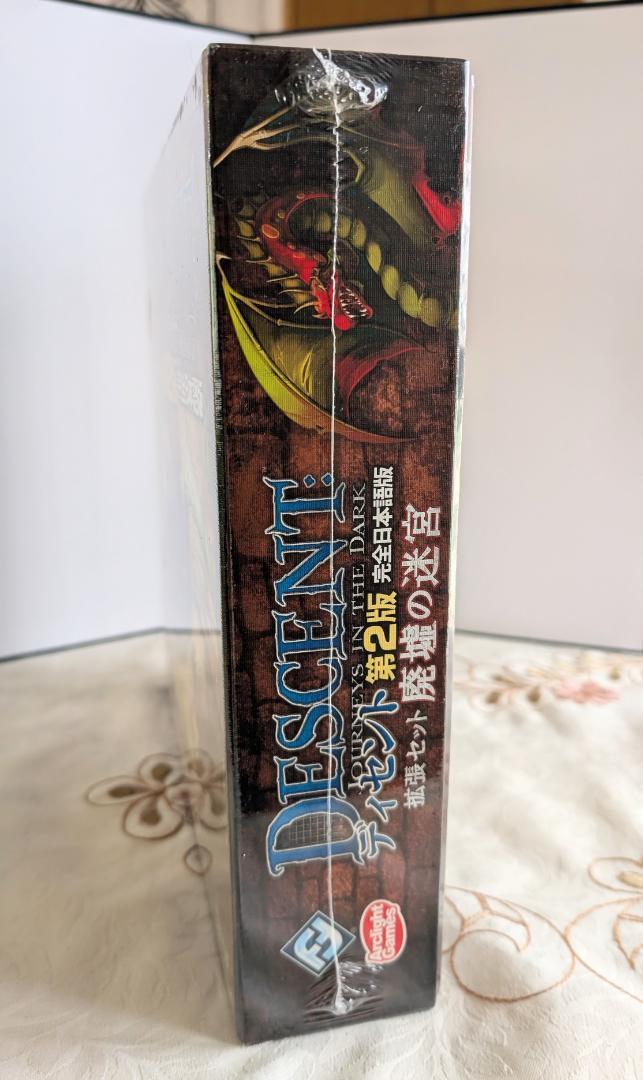 DESCENT:
JOURNEYS IN THE DARK
ディセント 第2版 完全日本語版
拡張セット 廃墟の迷宮
Arclight
Games